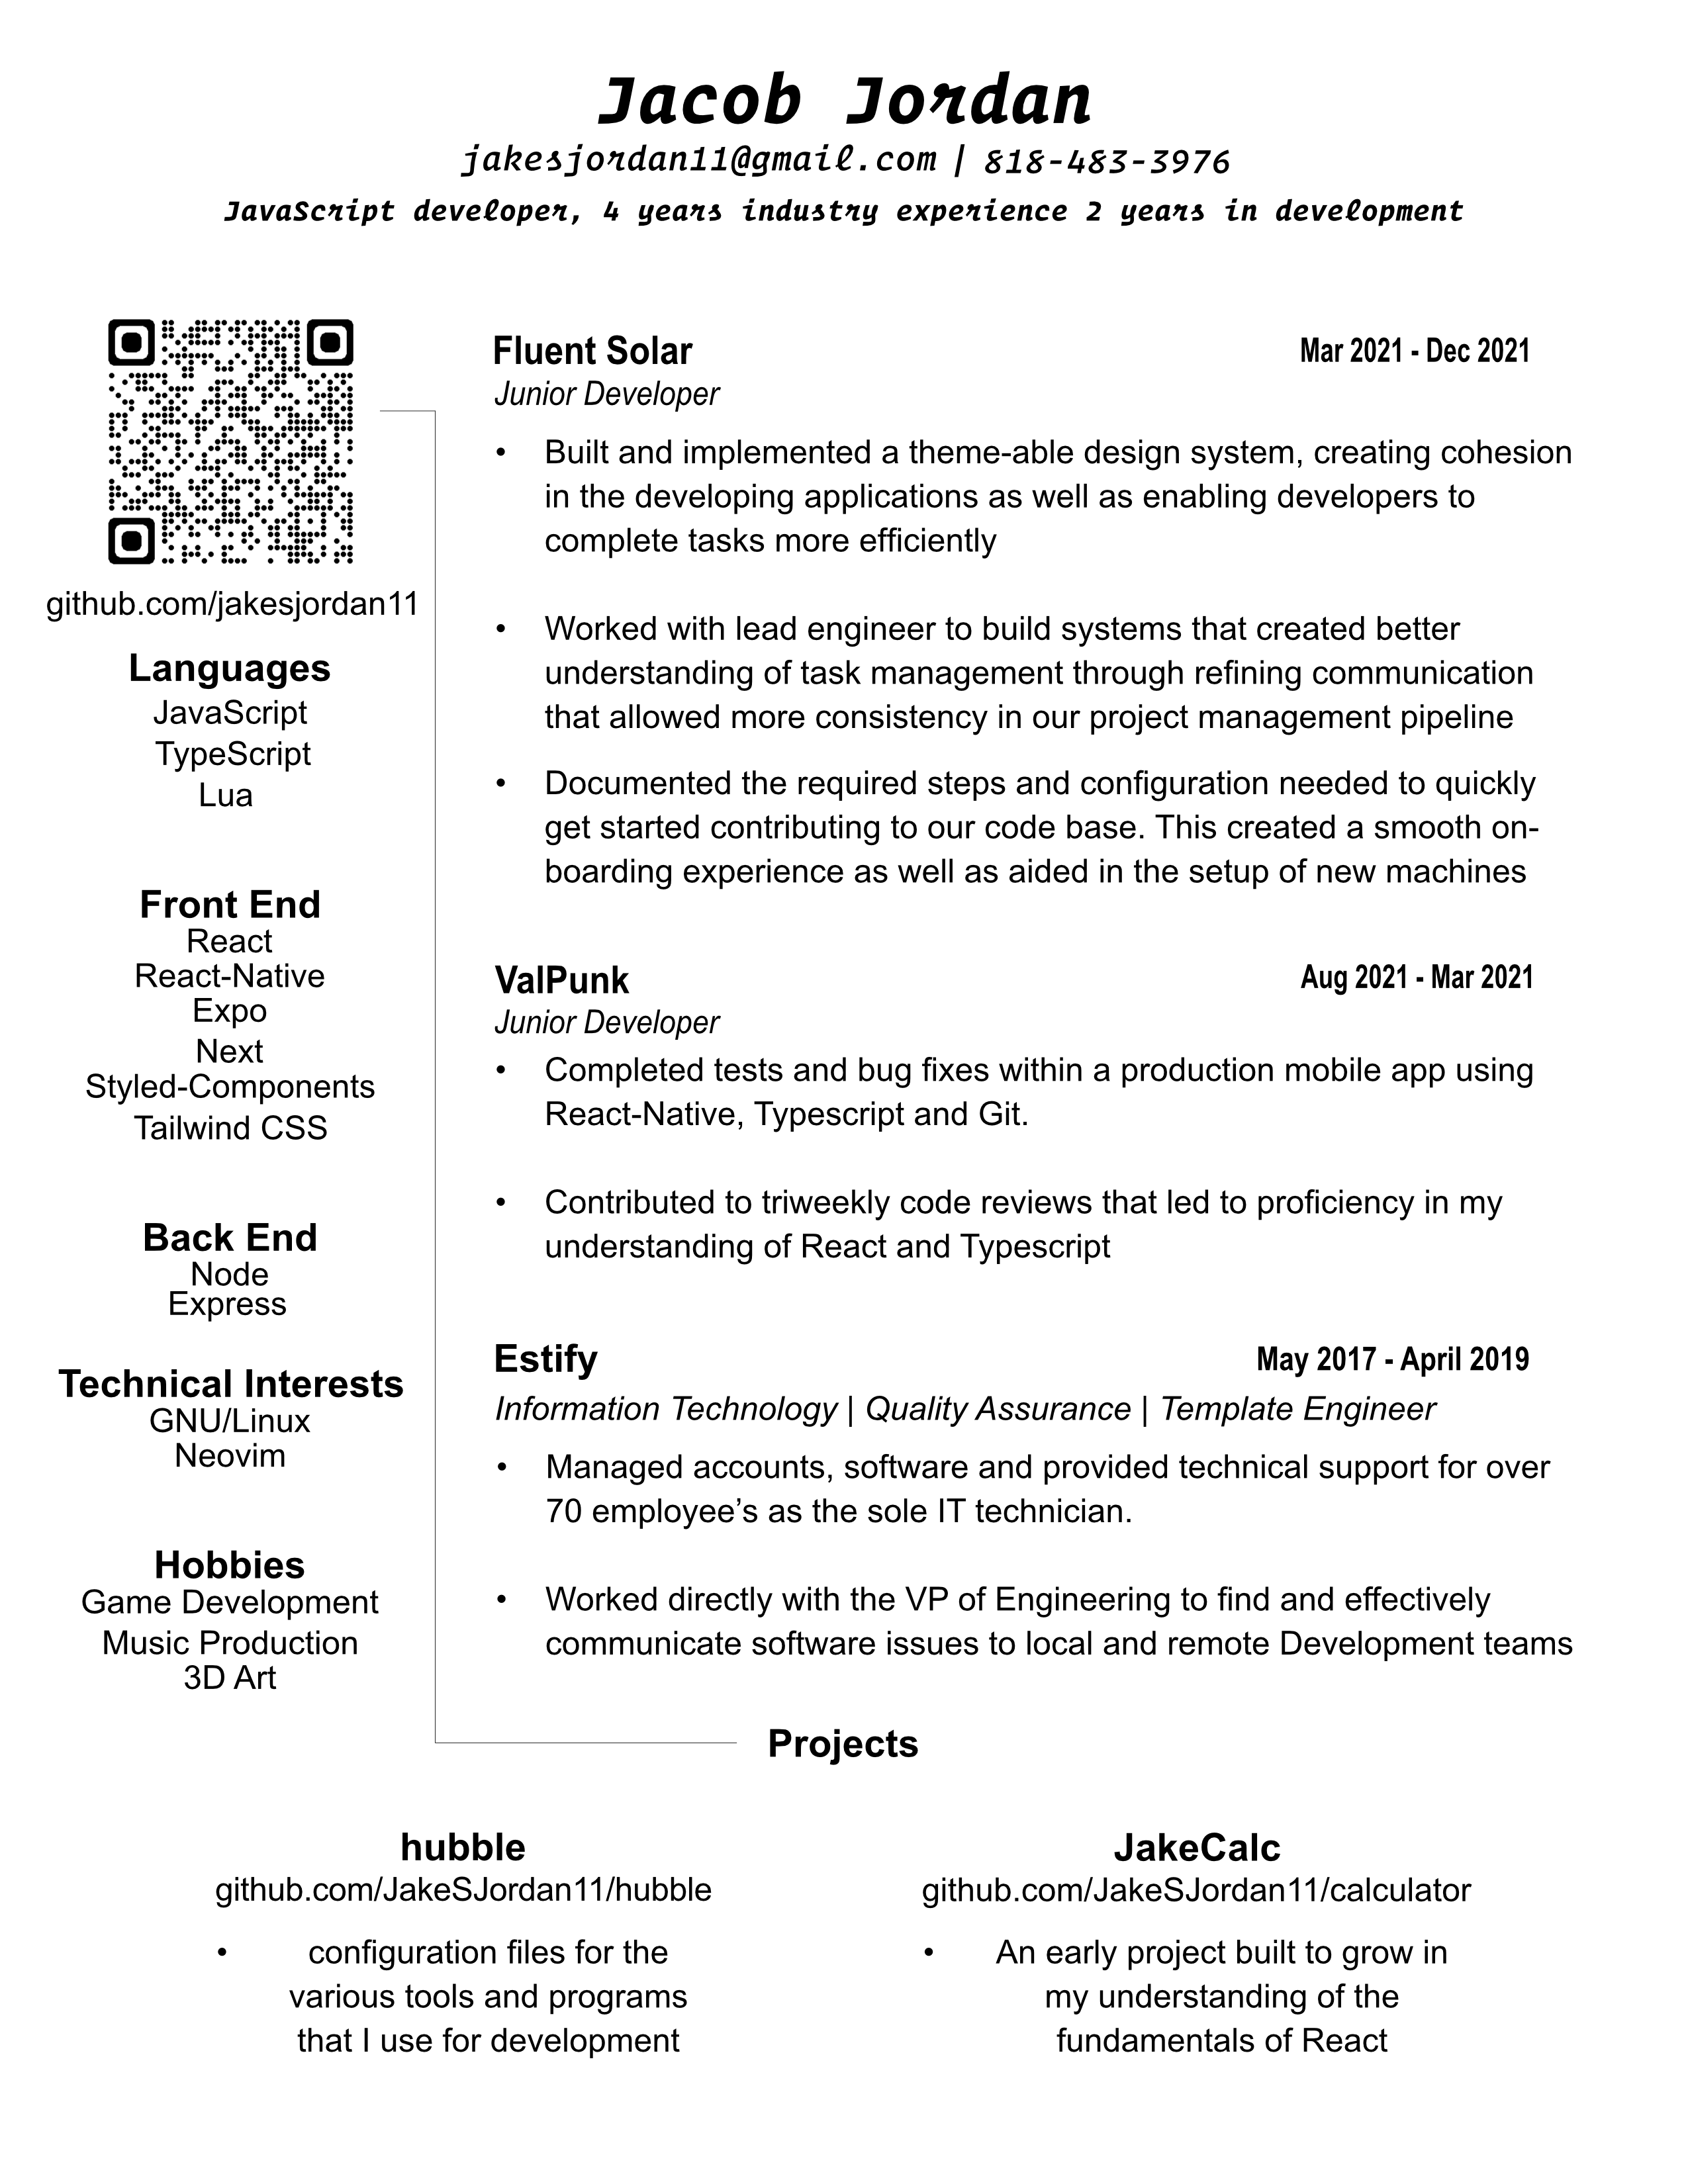 Jacob Jordan
jakesjordan11@gmail.com | 818-483-3976
JavaScript developer, 4 years industry experience 2 years in development
github.com/jakesjordan11
Languages
JavaScript
TypeScript
Lua
Front End
React
React-Native
Expo
Next
Styled-Components
Tailwind CSS
Back End
Node
Express
Technical Interests
GNU/Linux
Neovim
Hobbies
Game Development
Music Production
3D Art
Fluent Solar Mar 2021 - Dec 2021
Junior Developer
• Built and implemented a theme-able design system, creating cohesion
in the developing applications as well as enabling developers to
complete tasks more efficiently
• Worked with lead engineer to build systems that created better
understanding of task management through refining communication
that allowed more consistency in our project management pipeline
• Documented the required steps and configuration needed to quickly
get started contributing to our code base. This created a smooth on-
boarding experience as well as aided in the setup of new machines
ValPunk Aug 2021 - Mar 2021
Junior Developer
• Completed tests and bug fixes within a production mobile app using
React-Native, Typescript and Git.
• Contributed to triweekly code reviews that led to proficiency in my
understanding of React and Typescript
Estify May 2017 - April 2019
Information Technology | Quality Assurance | Template Engineer
• Managed accounts, software and provided technical support for over
70 employee’s as the sole IT technician.
• Worked directly with the VP of Engineering to find and effectively
communicate software issues to local and remote Development teams
Projects
hubble
github.com/JakeSJordan11/hubble
• configuration files for the
various tools and programs
that I use for development
JakeCalc
github.com/JakeSJordan11/calculator
• An early project built to grow in
my understanding of the
fundamentals of React